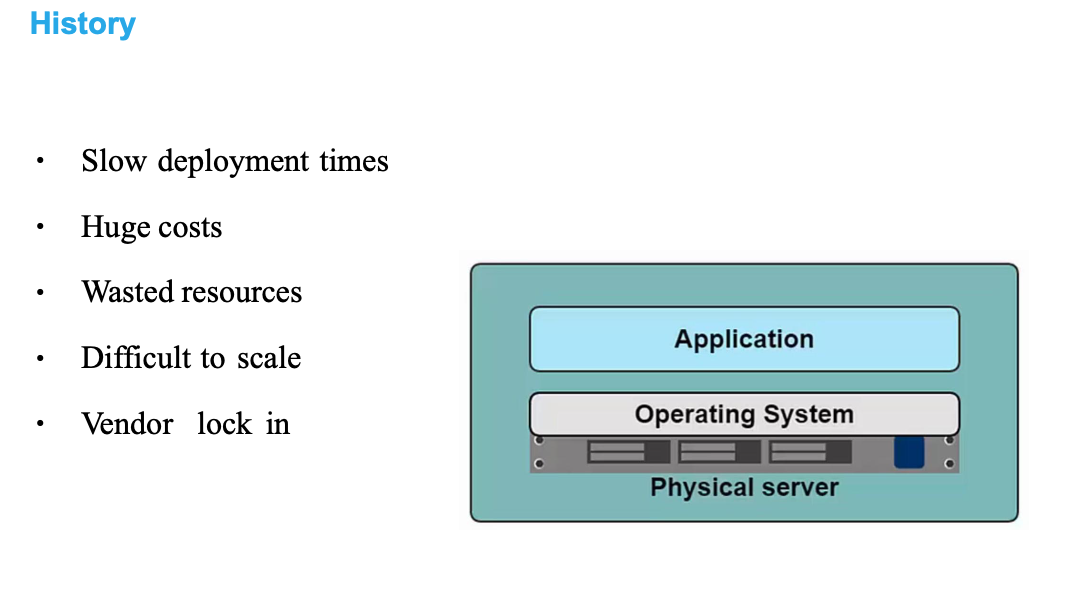 History
• Slow deployment times
• Huge costs
• Wasted resources
• Difficult to scale
• Vendor lock in
Application
Operating System
Physical server